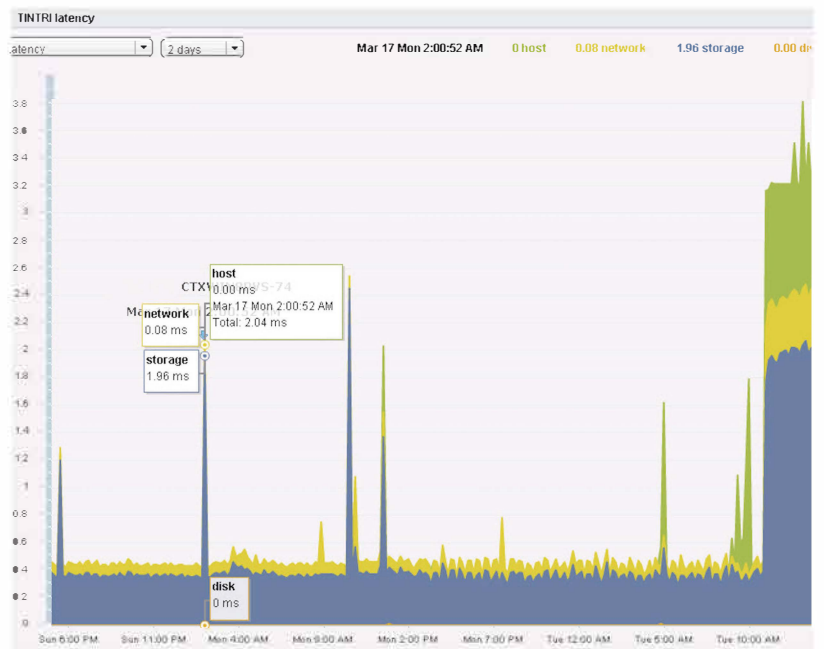 TINTRI latency
atency 2 days Mar 17 Mon 2:00:52 AM 0 host 0.08 network 1.96 storage 0.00 di
3.8
3.6
3.4
3.2
3
2.8
2.6
2.4
2.2
2
1.8
1.6
1.4
1.2
1
0.8
0.6
0.4
0.2
0
host
0.00 ms
Mar 17 Mon 2:00:52 AM
Total: 2.04 ms
network
0.08 ms
storage
1.96 ms
disk
0 ms
Sun 6:00 PM Sun 11:00 PM Mon 4:00 AM Mon 9:00 AM Mon 2:00 PM Mon 7:00 PM Tue 12:00 AM Tue 5:00 AM Tue 10:00 AM